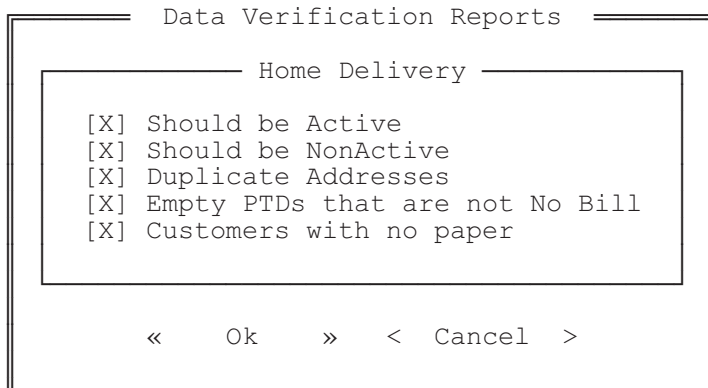 Data Verification Reports
Home Delivery
[X] Should be Active
[X] Should be NonActive
[X] Duplicate Addresses
[X] Empty PTDs that are not No Bill
[X] Customers with no paper
« Ok » < Cancel >